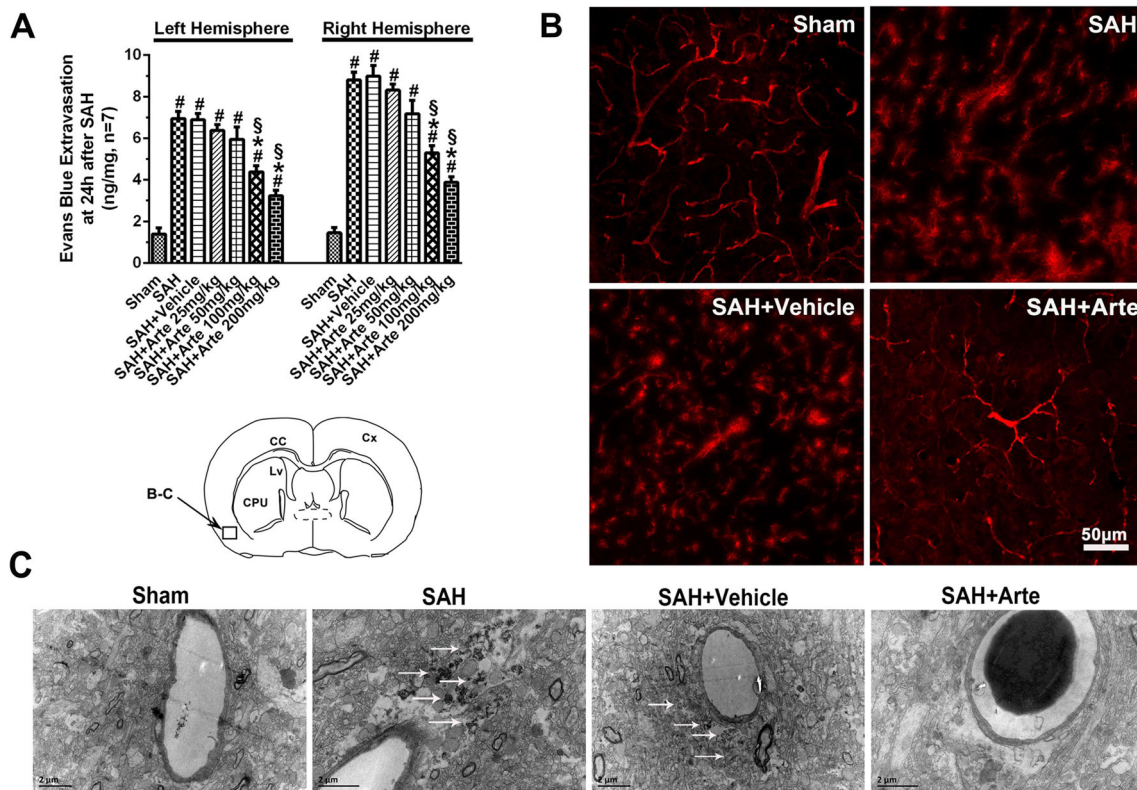 A
Left Hemisphere
Right Hemisphere
Evans Blue Extravasation
at 24h after SAH
(ng/mg, n=7)
10
8
6
4
2
0
#
#
#
#
§
*
#
§
*
#
#
#
#
#
§
*
#
§
*
#
Sham
SAH
SAH+Vehicle
SAH+Arte 25mg/kg
SAH+Arte 50mg/kg
SAH+Arte 100mg/kg
SAH+Arte 200mg/kg
Sham
SAH
SAH+Vehicle
SAH+Arte 25mg/kg
SAH+Arte 50mg/kg
SAH+Arte 100mg/kg
SAH+Arte 200mg/kg
CC
Cx
Lv
CPU
B-C
B
Sham
SAH
SAH+Vehicle
SAH+Arte
50μm
C
Sham
SAH
SAH+Vehicle
SAH+Arte
2 μm
2 μm
2 μm
2 μm